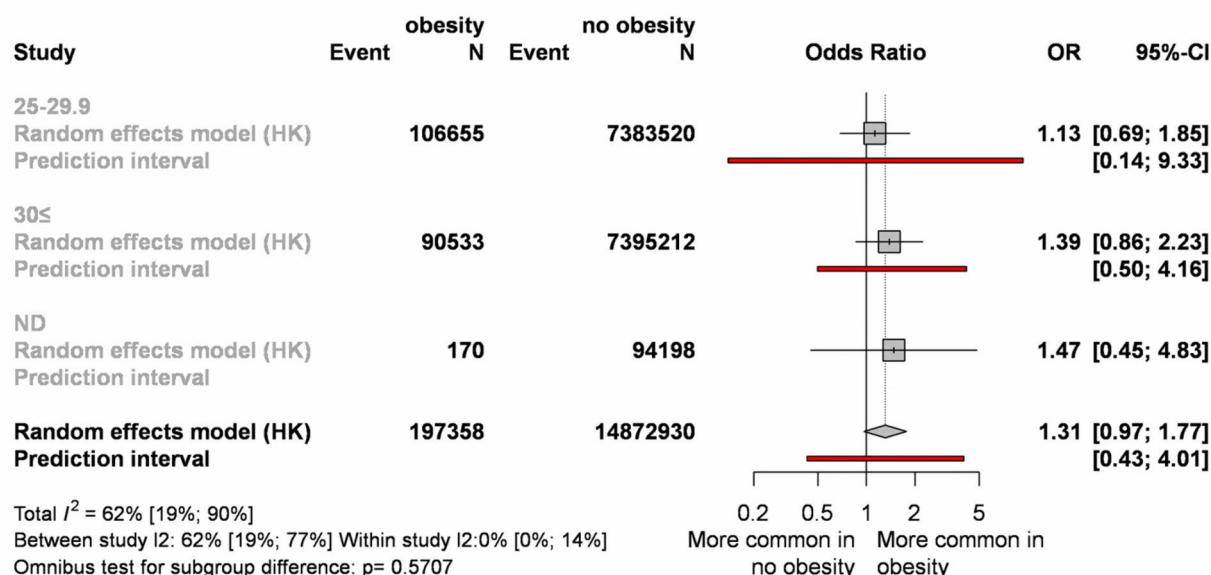 obesity no obesity
Study Event N Event N Odds Ratio OR 95%-CI
25-29.9
Random effects model (HK) 106655 7383520 1.13 [0.69; 1.85]
Prediction interval [0.14; 9.33]
30≤
Random effects model (HK) 90533 7395212 1.39 [0.86; 2.23]
Prediction interval [0.50; 4.16]
ND
Random effects model (HK) 170 94198 1.47 [0.45; 4.83]
Prediction interval
Random effects model (HK) 197358 14872930 1.31 [0.97; 1.77]
Prediction interval [0.43; 4.01]
Total I² = 62% [19%; 90%] 0.2 0.5 1 2 5
Between study I2: 62% [19%; 77%] Within study I2:0% [0%; 14%] More common in More common in
Omnibus test for subgroup difference: p= 0.5707 no obesity obesity